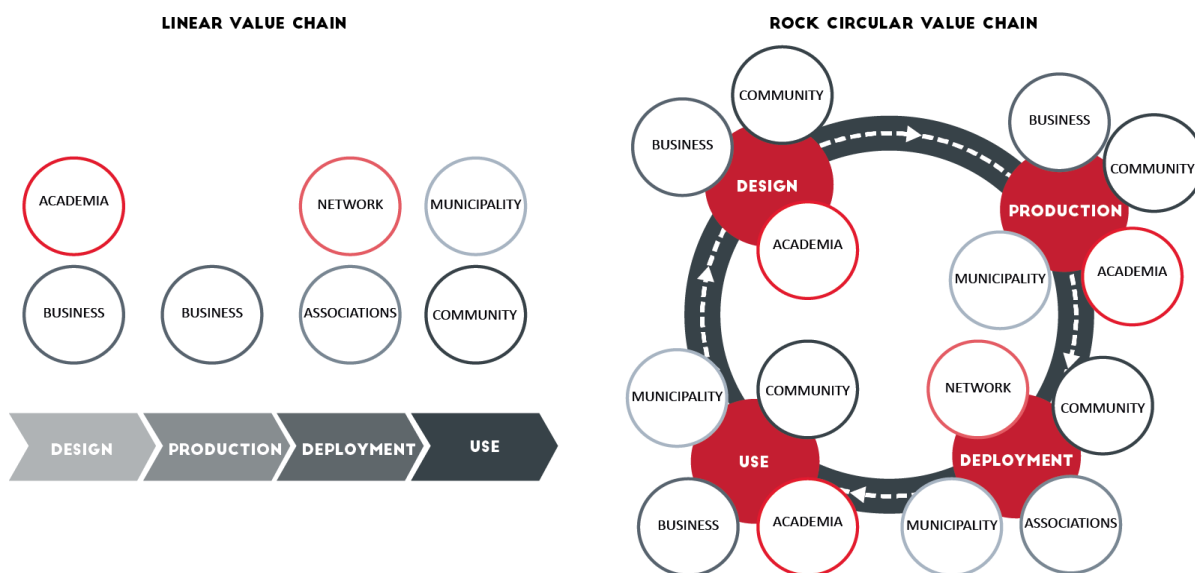 LINEAR VALUE CHAIN
ACADEMIA
NETWORK
MUNICIPALITY
BUSINESS
BUSINESS
ASSOCIATIONS
COMMUNITY
DESIGN
PRODUCTION
DEPLOYMENT
USE
ROCK CIRCULAR VALUE CHAIN
COMMUNITY
BUSINESS
DESIGN
ACADEMIA
BUSINESS
COMMUNITY
PRODUCTION
MUNICIPALITY
ACADEMIA
NETWORK
COMMUNITY
DEPLOYMENT
MUNICIPALITY
ASSOCIATIONS
MUNICIPALITY
COMMUNITY
USE
BUSINESS
ACADEMIA